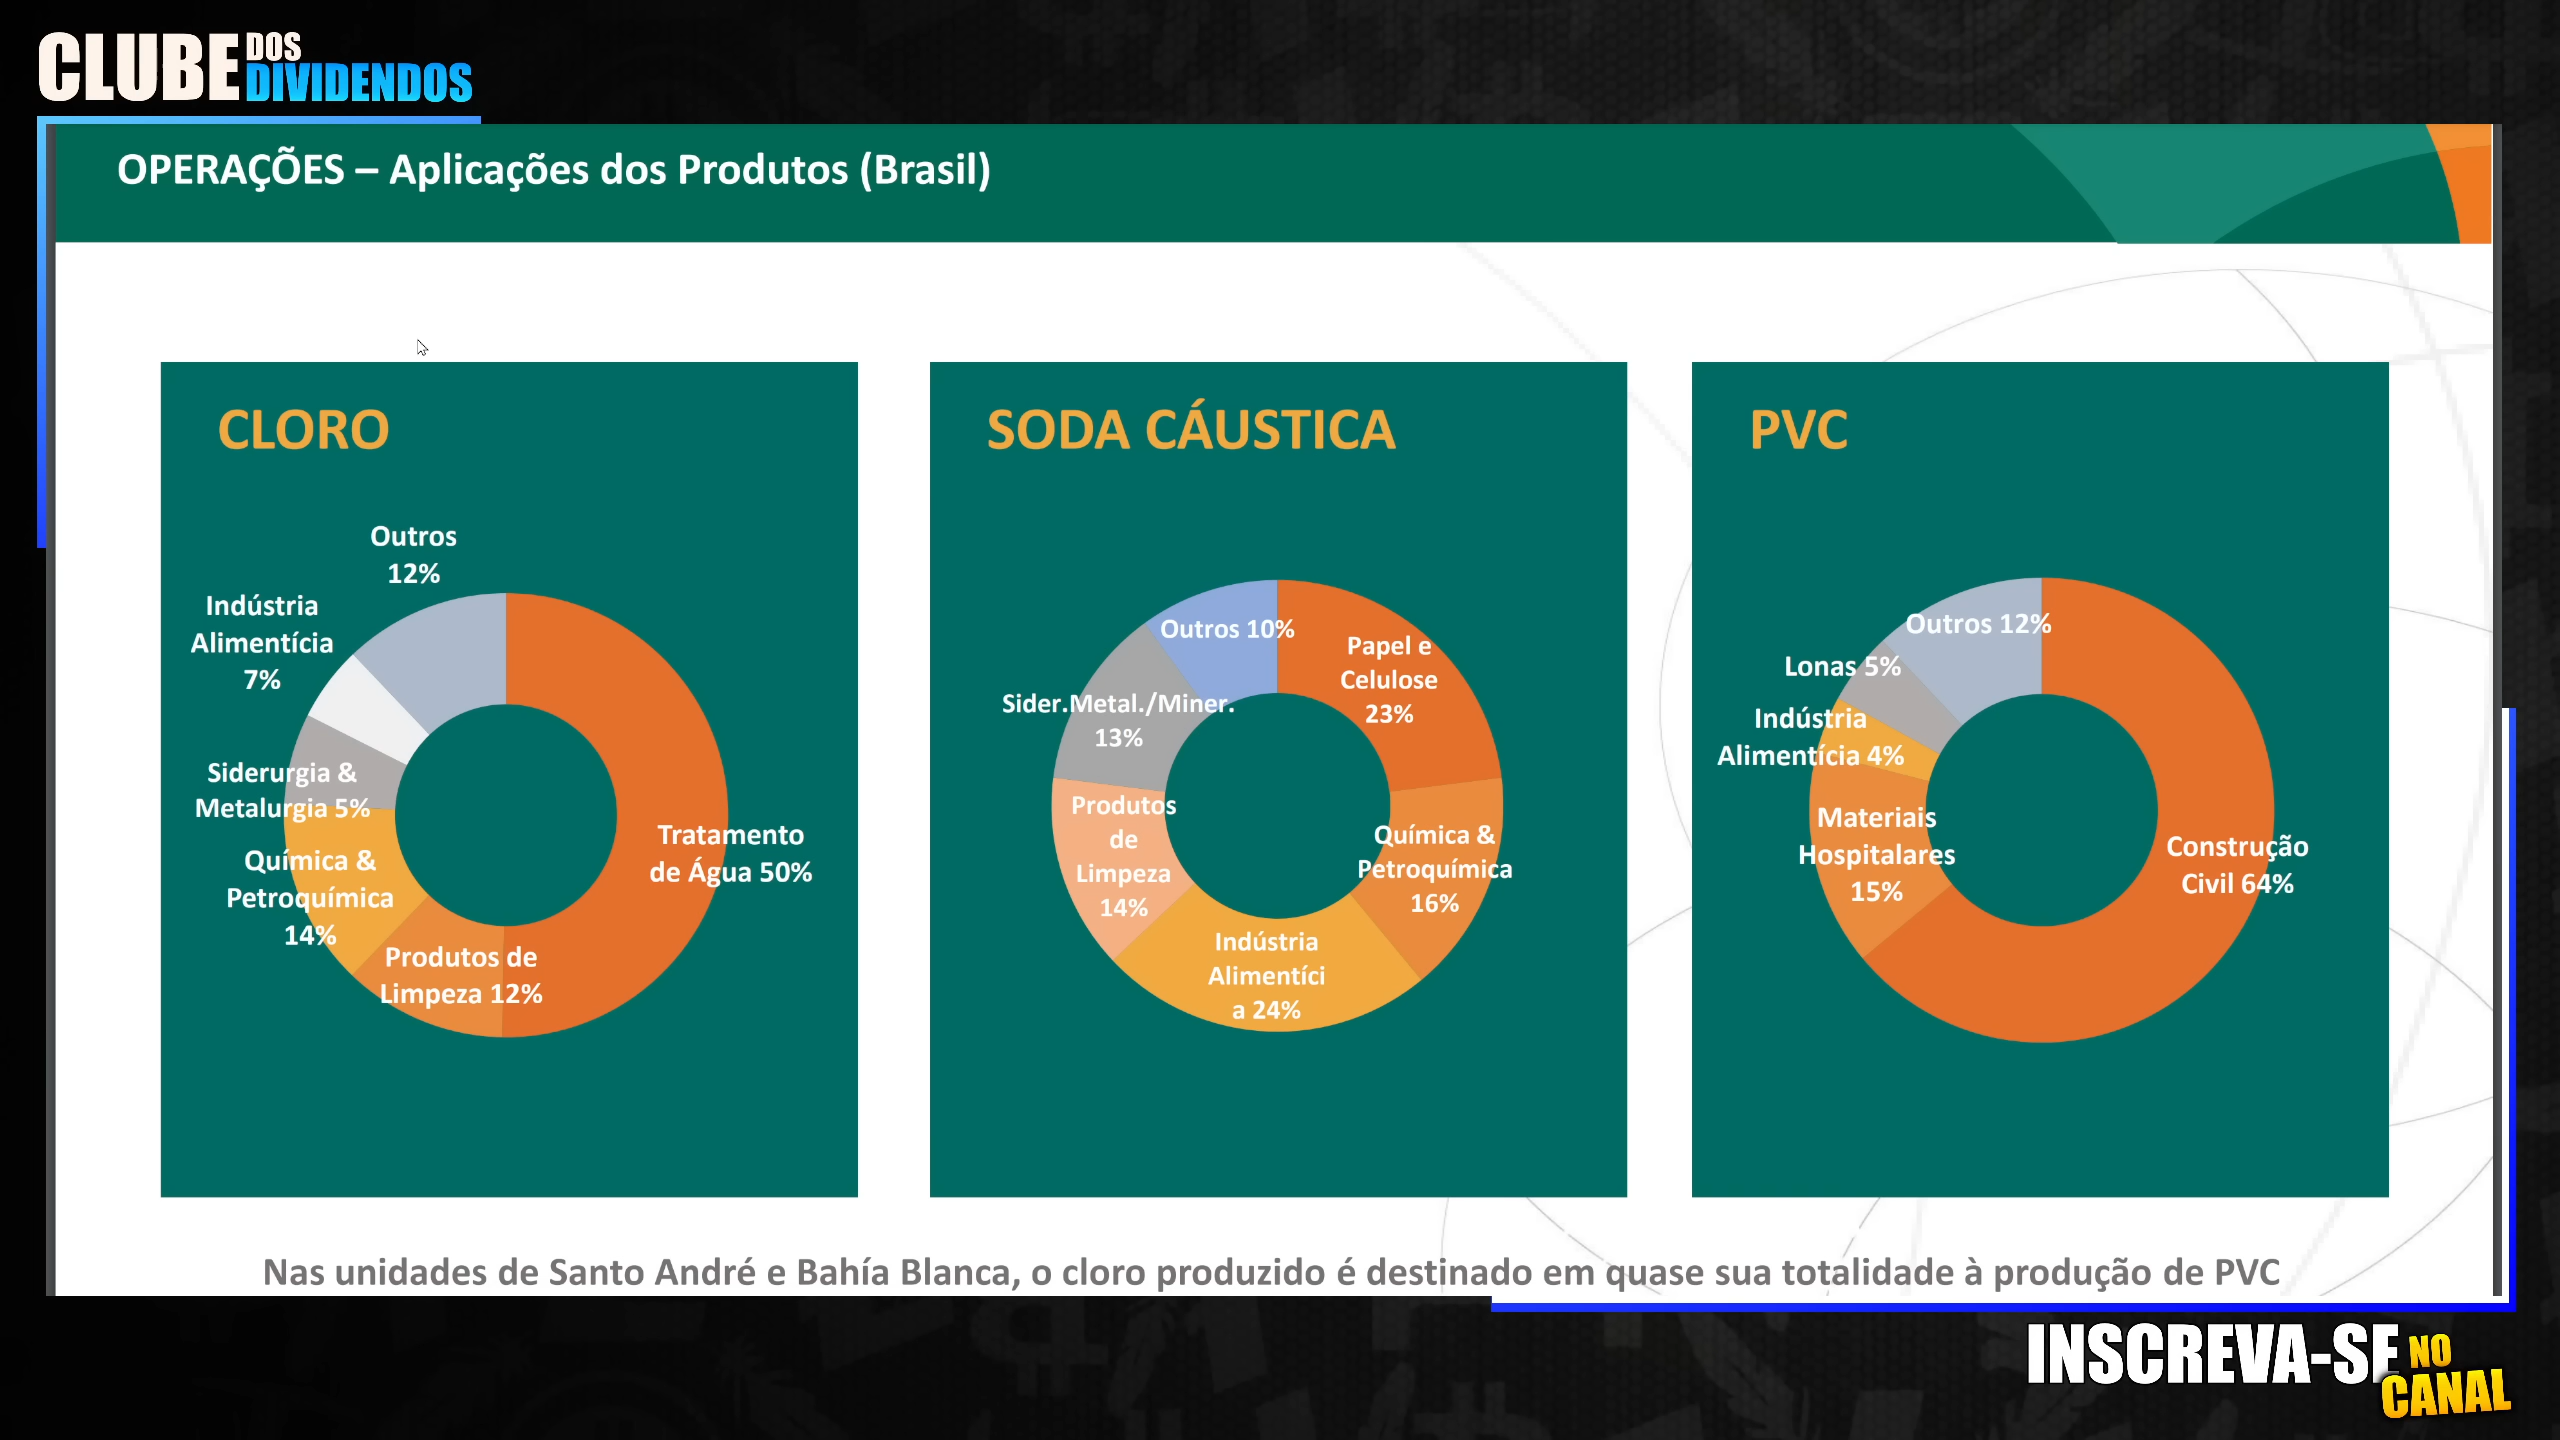 CLUBE DOS
DIVIDENDOS
OPERAÇÕES – Aplicações dos Produtos (Brasil)
CLORO
Outros
12%
Indústria
Alimentícia
7%
Siderurgia &
Metalurgia 5%
Química &
Petroquímica
14%
Produtos de
Limpeza 12%
Tratamento
de Água 50%
SODA CÁUSTICA
Outros 10%
Papel e
Celulose
23%
Sider.Metal./Miner.
13%
Produtos
de
Limpeza
14%
Química &
Petroquímica
16%
Indústria
Alimentíci
a 24%
PVC
Outros 12%
Lonas 5%
Indústria
Alimentícia 4%
Materiais
Hospitalares
15%
Construção
Civil 64%
Nas unidades de Santo André e Bahía Blanca, o cloro produzido é destinado em quase sua totalidade à produção de PVC
INSCREVA-SE NO
CANAL